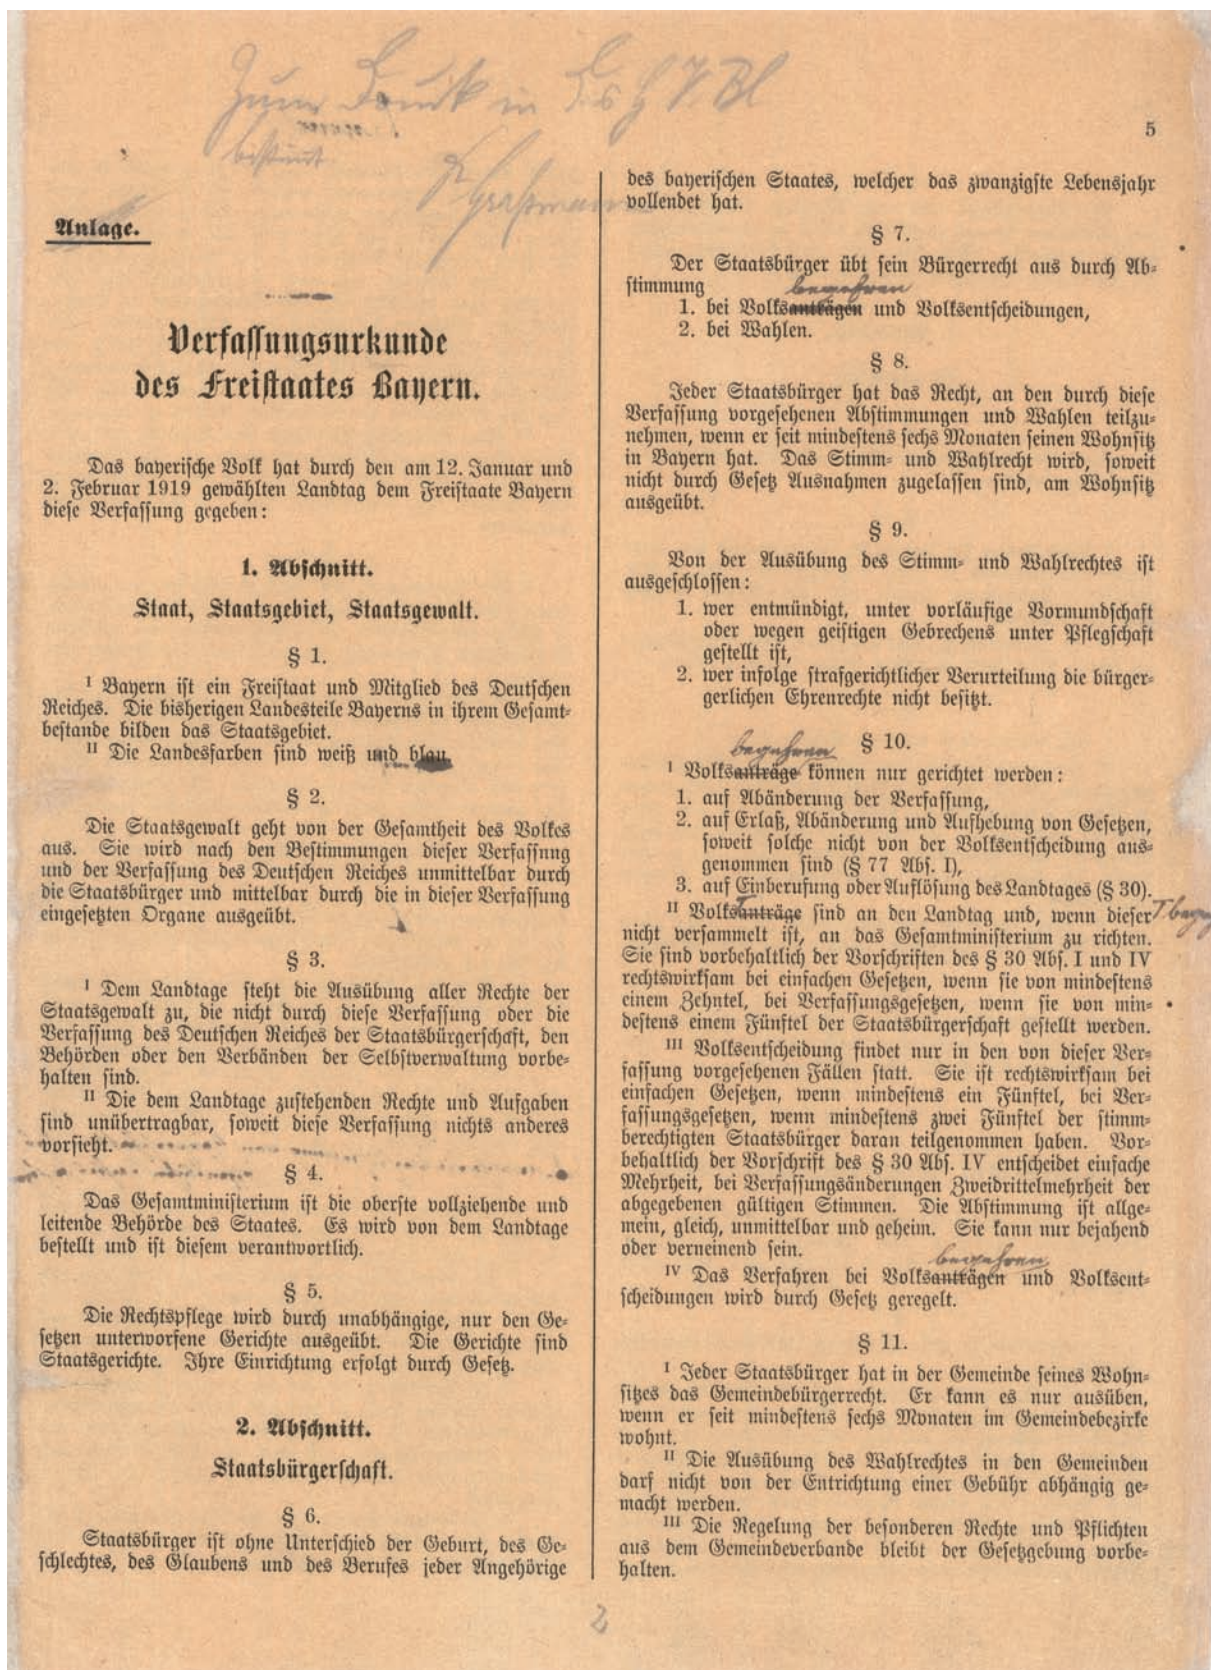 Zum Druck in
bestimmt.
5
Anlage.
Verfassungsurkunde
des Freistaates Bayern.
Das bayerische Volk hat durch den am 12. Januar und
2. Februar 1919 gewählten Landtag dem Freistaate Bayern
diese Verfassung gegeben:
1. Abschnitt.
Staat, Staatsgebiet, Staatsgewalt.
§ 1.
I Bayern ist ein Freistaat und Mitglied des Deutschen
Reiches. Die bisherigen Landesteile Bayerns in ihrem Gesamt-
bestande bilden das Staatsgebiet.
II Die Landesfarben sind weiß und blau.
§ 2.
Die Staatsgewalt geht von der Gesamtheit des Volkes
aus. Sie wird nach den Bestimmungen dieser Verfassnng
und der Verfassung des Deutschen Reiches unmittelbar durch
die Staatsbürger und mittelbar durch die in dieser Verfassung
eingesetzten Organe ausgeübt.
§ 3.
I Dem Landtage steht die Ausübung aller Rechte der
Staatsgewalt zu, die nicht durch diese Verfassung oder die
Verfassung des Deutschen Reiches der Staatsbürgerschaft, den
Behörden oder den Verbänden der Selbstverwaltung vorbe-
halten sind.
II Die dem Landtage zustehenden Rechte und Aufgaben
sind unübertragbar, soweit diese Verfassung nichts anderes
vorsieht.
§ 4.
Das Gesamtministerium ist die oberste vollziehende und
leitende Behörde des Staates. Es wird von dem Landtage
bestellt und ist diesem verantwortlich.
§ 5.
Die Rechtspflege wird durch unabhängige, nur den Ge-
setzen unterworfene Gerichte ausgeübt. Die Gerichte sind
Staatsgerichte. Ihre Einrichtung erfolgt durch Gesetz.
2. Abschnitt.
Staatsbürgerschaft.
§ 6.
Staatsbürger ist ohne Unterschied der Geburt, des Ge-
schlechtes, des Glaubens und des Berufes jeder Angehörige
des bayerischen Staates, welcher das zwanzigste Lebensjahr
vollendet hat.
§ 7.
Der Staatsbürger übt sein Bürgerrecht aus durch Ab-
stimmung
begehren
1. bei Volksanträgen und Volksentscheidungen,
2. bei Wahlen.
§ 8.
Jeder Staatsbürger hat das Recht, an den durch diese
Verfassung vorgesehenen Abstimmungen und Wahlen teilzu-
nehmen, wenn er seit mindestens sechs Monaten seinen Wohnsitz
in Bayern hat. Das Stimm- und Wahlrecht wird, soweit
nicht durch Gesetz Ausnahmen zugelassen sind, am Wohnsitz
ausgeübt.
§ 9.
Von der Ausübung des Stimm- und Wahlrechtes ist
ausgeschlossen:
1. wer entmündigt, unter vorläufige Vormundschaft
oder wegen geistigen Gebrechens unter Pflegschaft
gestellt ist,
2. wer infolge strafgerichtlicher Verurteilung die bürger-
gerlichen Ehrenrechte nicht besitzt.
§ 10.
begehren
I Volksanträge können nur gerichtet werden:
1. auf Abänderung der Verfassung,
2. auf Erlaß, Abänderung und Aufhebung von Gesetzen,
soweit solche nicht von der Volksentscheidung aus-
genommen sind (§ 77 Abs. I),
3. auf Einberufung oder Auflösung des Landtages (§ 30).
II Volksanträge sind an den Landtag und, wenn dieser
nicht versammelt ist, an das Gesamtministerium zu richten.
Sie sind vorbehaltlich der Vorschriften des § 30 Abs. I und IV
rechtswirksam bei einfachen Gesetzen, wenn sie von mindestens
einem Zehntel, bei Verfassungsgesetzen, wenn sie von min-
destens einem Fünftel der Staatsbürgerschaft gestellt werden.
III Volksentscheidung findet nur in den von dieser Ver-
fassung vorgesehenen Fällen statt. Sie ist rechtswirksam bei
einfachen Gesetzen, wenn mindestens ein Fünftel, bei Ver-
fassungsgesetzen, wenn mindestens zwei Fünftel der stimm-
berechtigten Staatsbürger daran teilgenommen haben. Vor-
behaltlich der Vorschrift des § 30 Abs. IV entscheidet einfache
Mehrheit, bei Verfassungsänderungen Zweidrittelmehrheit der
abgegebenen gültigen Stimmen. Die Abstimmung ist allge-
mein, gleich, unmittelbar und geheim. Sie kann nur bejahend
oder verneinend sein.
begehren
IV Das Verfahren bei Volksanträgen und Volksent-
scheidungen wird durch Gesetz geregelt.
§ 11.
I Jeder Staatsbürger hat in der Gemeinde seines Wohn-
sitzes das Gemeindebürgerrecht. Er kann es nur ausüben,
wenn er seit mindestens sechs Monaten im Gemeindebezirke
wohnt.
II Die Ausübung des Wahlrechtes in den Gemeinden
darf nicht von der Entrichtung einer Gebühr abhängig ge-
macht werden.
III Die Regelung der besonderen Rechte und Pflichten
aus dem Gemeindeverbande bleibt der Gesetzgebung vorbe-
halten.
2